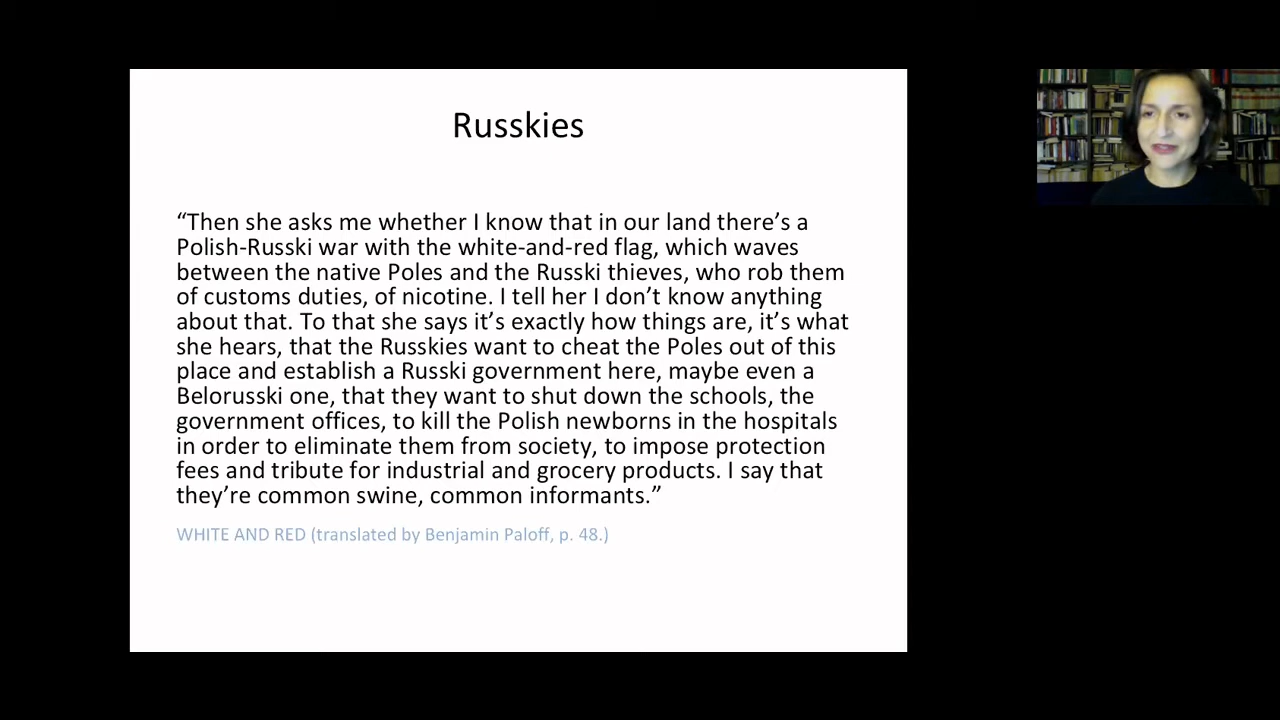 Russkies
“Then she asks me whether I know that in our land there’s a
Polish-Russki war with the white-and-red flag, which waves
between the native Poles and the Russki thieves, who rob them
of customs duties, of nicotine. I tell her I don’t know anything
about that. To that she says it’s exactly how things are, it’s what
she hears, that the Russkies want to cheat the Poles out of this
place and establish a Russki government here, maybe even a
Belorusski one, that they want to shut down the schools, the
government offices, to kill the Polish newborns in the hospitals
in order to eliminate them from society, to impose protection
fees and tribute for industrial and grocery products. I say that
they’re common swine, common informants.”
WHITE AND RED (translated by Benjamin Paloff, p. 48.)